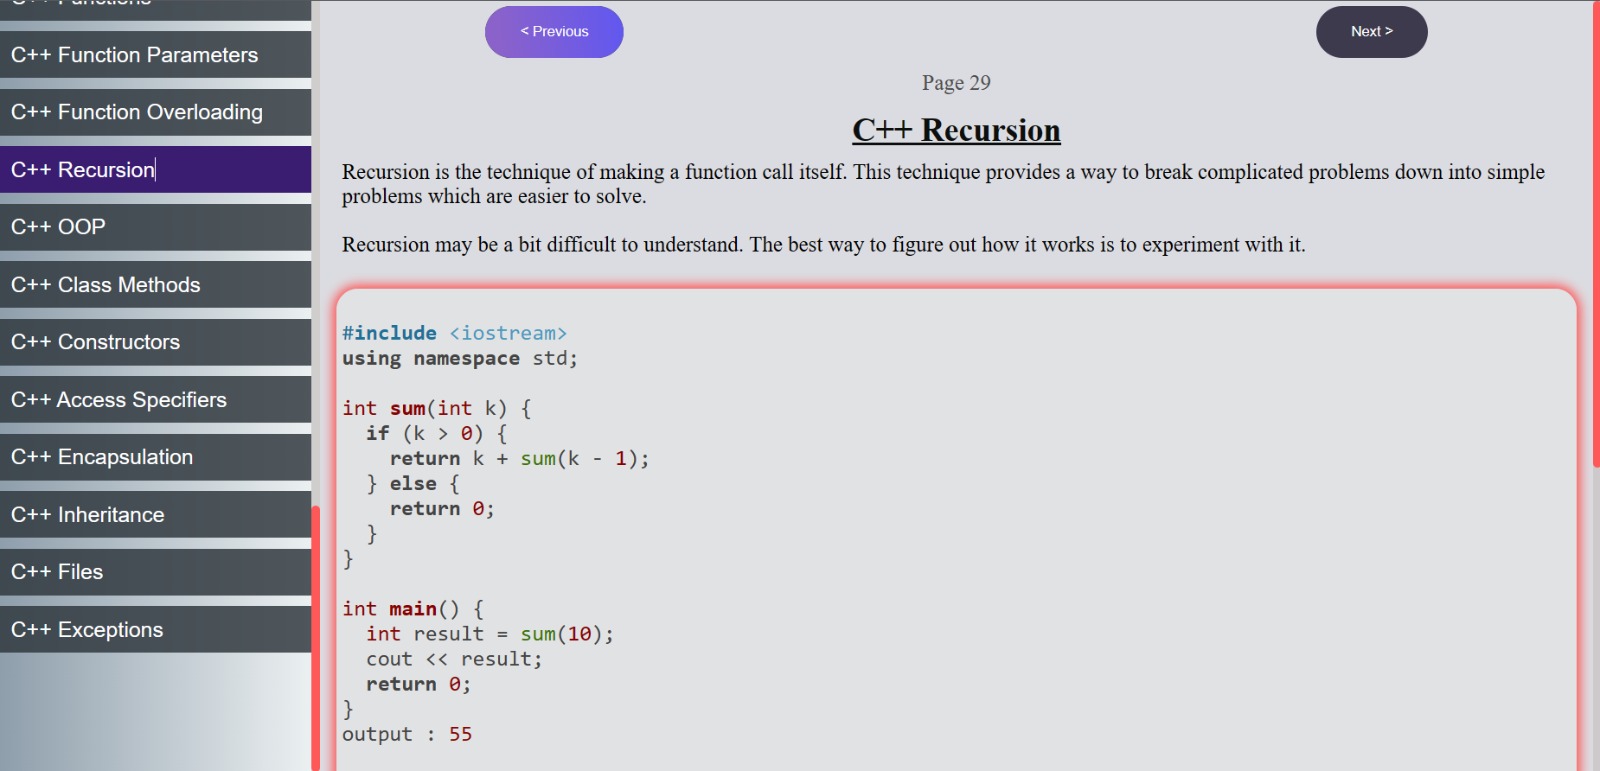 C++ Functions
C++ Function Parameters
C++ Function Overloading
C++ Recursion
C++ OOP
C++ Class Methods
C++ Constructors
C++ Access Specifiers
C++ Encapsulation
C++ Inheritance
C++ Files
C++ Exceptions
< Previous
Next >
Page 29
C++ Recursion
Recursion is the technique of making a function call itself. This technique provides a way to break complicated problems down into simple
problems which are easier to solve.
Recursion may be a bit difficult to understand. The best way to figure out how it works is to experiment with it.
#include <iostream>
using namespace std;
int sum(int k) {
  if (k > 0) {
    return k + sum(k - 1);
  } else {
    return 0;
  }
}
int main() {
  int result = sum(10);
  cout << result;
  return 0;
}
output : 55